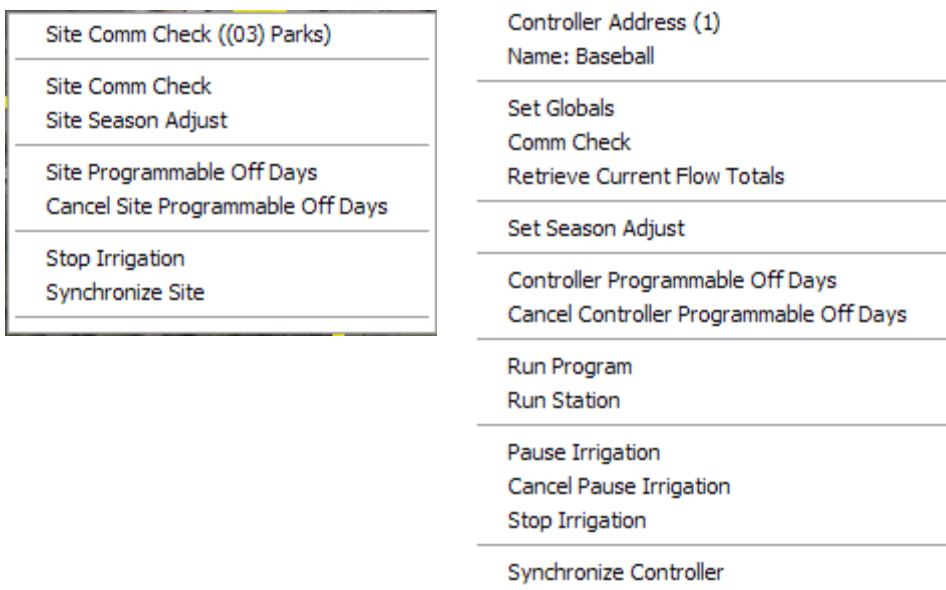 Site Comm Check ((03) Parks)
Site Comm Check
Site Season Adjust
Site Programmable Off Days
Cancel Site Programmable Off Days
Stop Irrigation
Synchronize Site
Controller Address (1)
Name: Baseball
Set Globals
Comm Check
Retrieve Current Flow Totals
Set Season Adjust
Controller Programmable Off Days
Cancel Controller Programmable Off Days
Run Program
Run Station
Pause Irrigation
Cancel Pause Irrigation
Stop Irrigation
Synchronize Controller